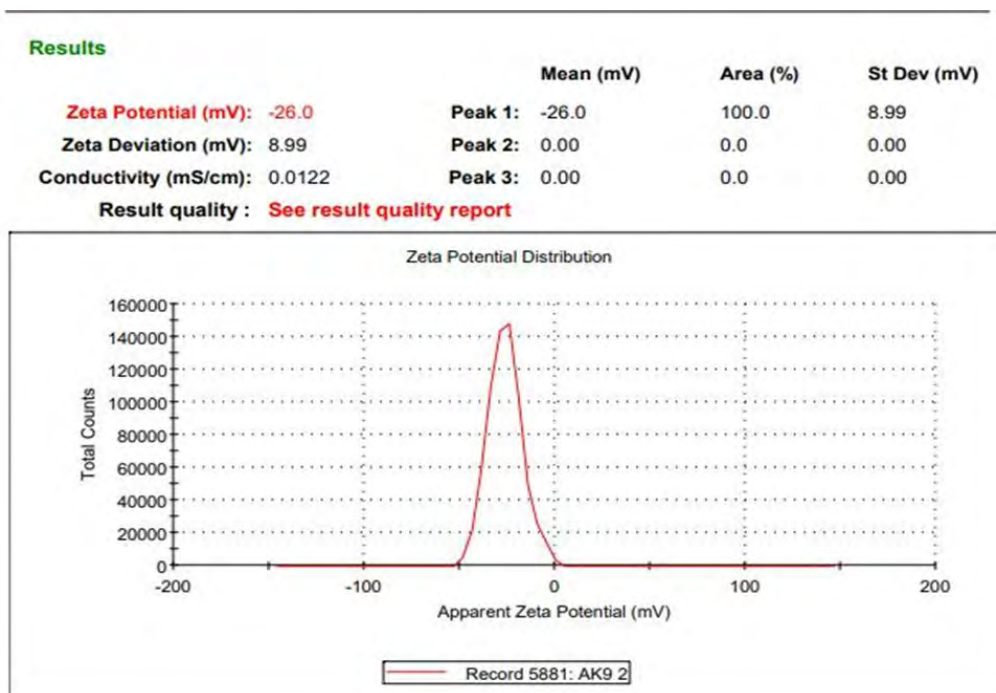 Results
Mean (mV) Area (%) St Dev (mV)
Zeta Potential (mV): -26.0 Peak 1: -26.0 100.0 8.99
Zeta Deviation (mV): 8.99 Peak 2: 0.00 0.0 0.00
Conductivity (mS/cm): 0.0122 Peak 3: 0.00 0.0 0.00
Result quality : See result quality report
Zeta Potential Distribution
160000
140000
120000
100000
80000
60000
40000
20000
0
Total Counts
-200 -100 0 100 200
Apparent Zeta Potential (mV)
Record 5881: AK9 2